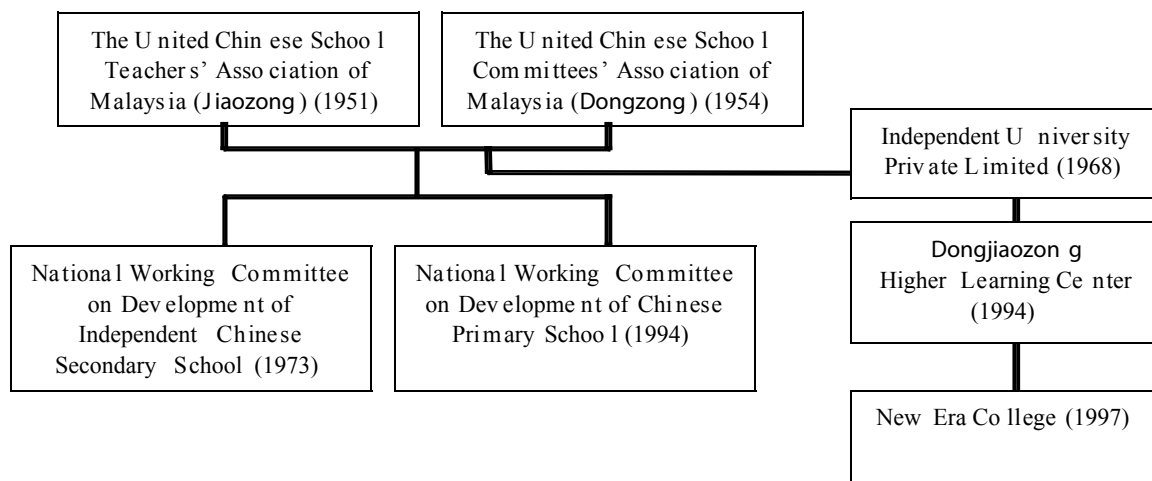 The United Chinese School
Teachers' Association of
Malaysia (Jiaozong) (1951)
The United Chinese School
Committees' Association of
Malaysia (Dongzong) (1954)
Independent University
Private Limited (1968)
National Working Committee
on Development of
Independent Chinese
Secondary School (1973)
National Working Committee
on Development of Chinese
Primary School (1994)
Dongjiaozong
Higher Learning Center
(1994)
New Era College (1997)